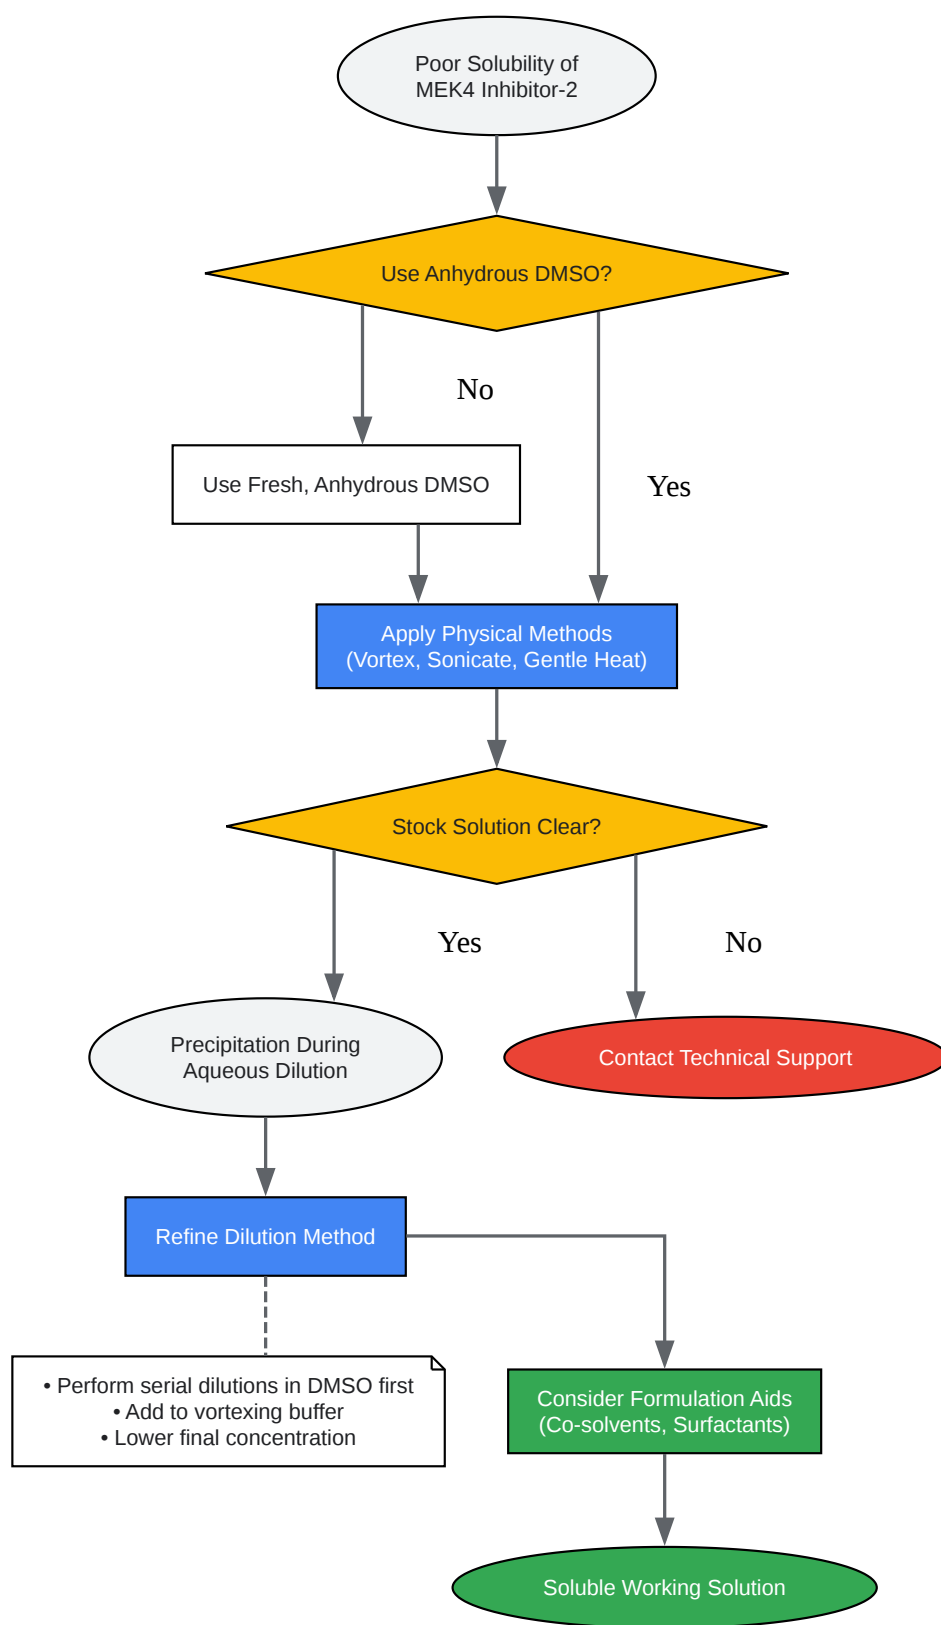 Poor Solubility of
MEK4 Inhibitor-2
Use Anhydrous DMSO?
No
Use Fresh, Anhydrous DMSO
Yes
Apply Physical Methods
(Vortex, Sonicate, Gentle Heat)
Stock Solution Clear?
Yes
No
Precipitation During
Aqueous Dilution
Contact Technical Support
Refine Dilution Method
• Perform serial dilutions in DMSO first
• Add to vortexing buffer
• Lower final concentration
Consider Formulation Aids
(Co-solvents, Surfactants)
Soluble Working Solution